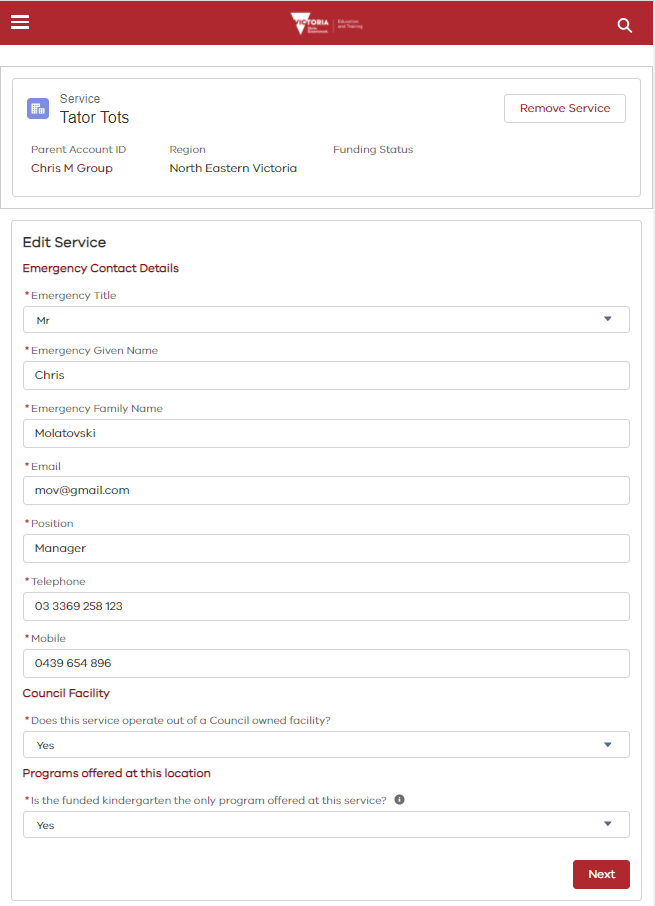 VICTORIA
State
Government
Education
and Training
Service
Tator Tots
Remove Service
Parent Account ID
Region
Funding Status
Chris M Group
North Eastern Victoria
Edit Service
Emergency Contact Details
*Emergency Title
Mr
*Emergency Given Name
Chris
*Emergency Family Name
Molatovski
*Email
mov@gmail.com
*Position
Manager
*Telephone
03 3369 258 123
*Mobile
0439 654 896
Council Facility
*Does this service operate out of a Council owned facility?
Yes
Programs offered at this location
*Is the funded kindergarten the only program offered at this service?
Yes
Next